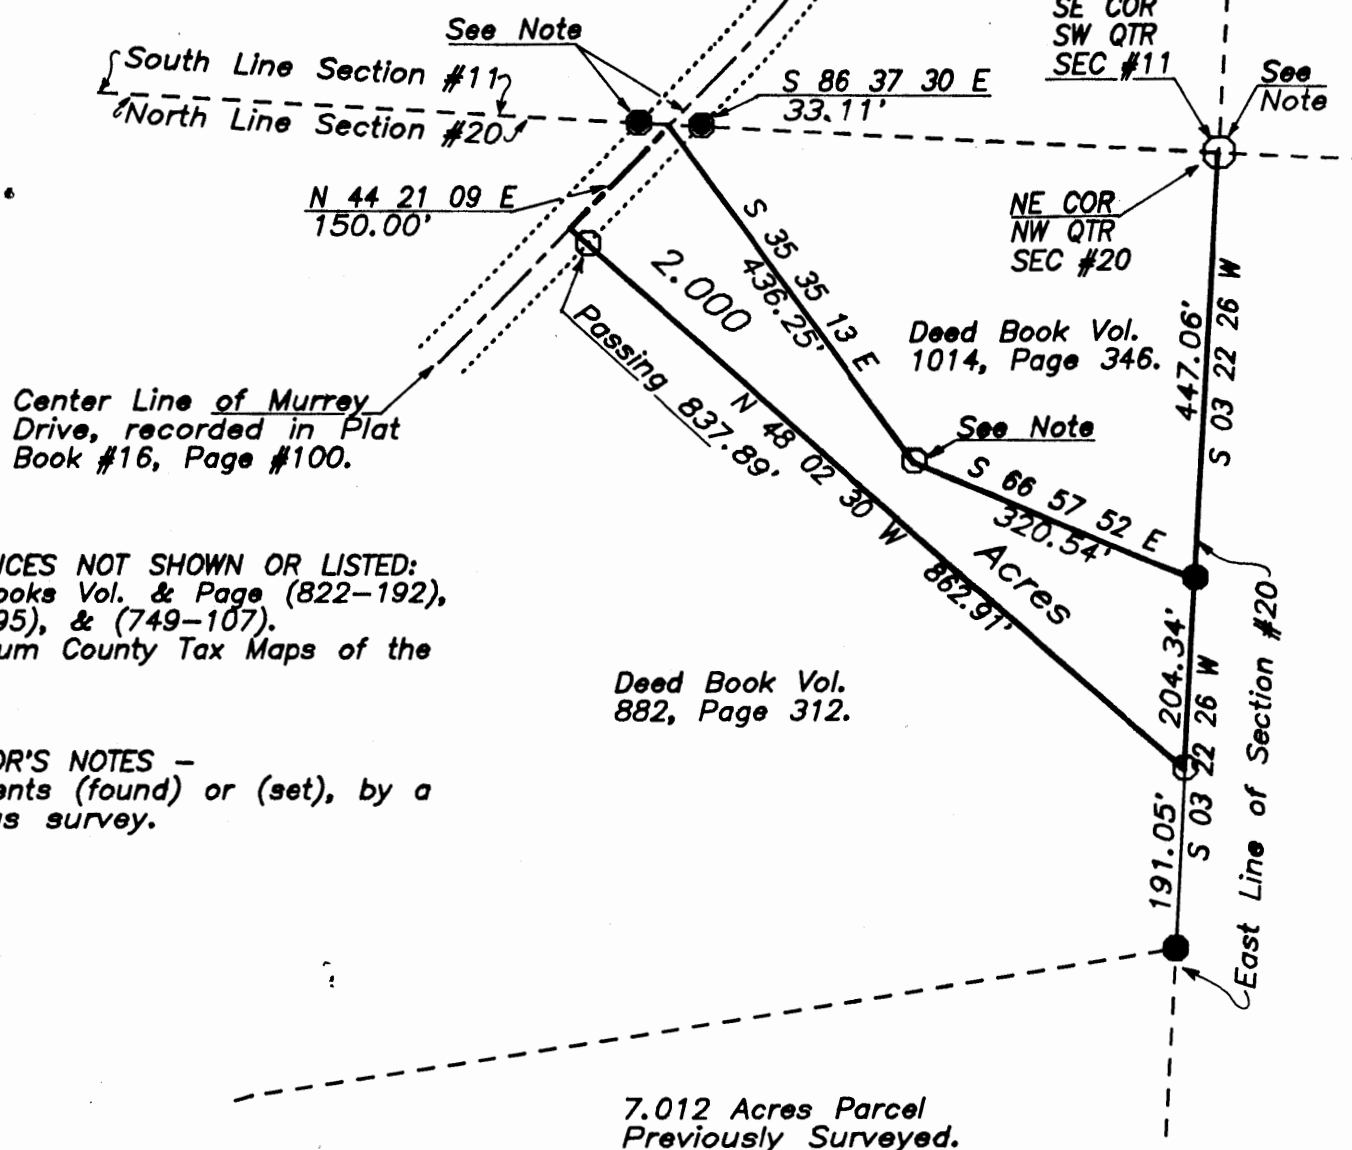 SE COR
SW QTR
SEC #11
See
Note
See Note
South Line Section #11
North Line Section #20
S 86 37 30 E
33.11'
N 44 21 09 E
150.00'
NE COR
NW QTR
SEC #20
S 35 35 13 E
436.25'
2.000
Acres
Deed Book Vol.
1014, Page 346.
447.06'
S 03 22 26 W
Passing 837.89'
N 48 02 30 W
862.91'
Center Line of Murrey
Drive, recorded in Plat
Book #16, Page #100.
See Note
S 66 57 52 E
320.54'
ICES NOT SHOWN OR LISTED:
ooks Vol. & Page (822-192),
95), & (749-107).
um County Tax Maps of the
204.34'
S 03 22 26 W
East Line of Section #20
Deed Book Vol.
882, Page 312.
OR'S NOTES -
ents (found) or (set), by a
us survey.
191.05'
7.012 Acres Parcel
Previously Surveyed.